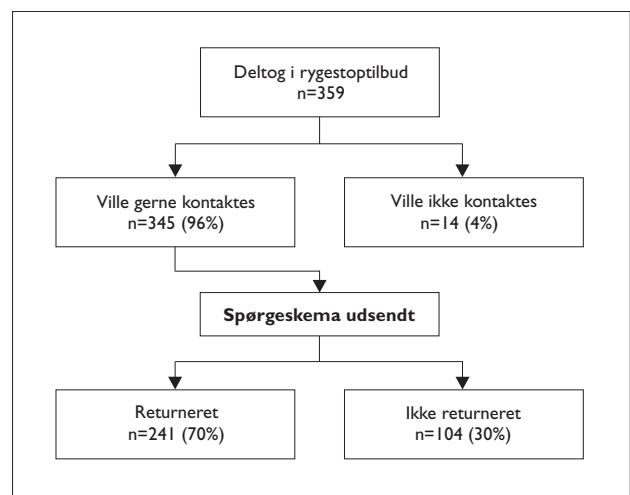 Deltog i rygestoptilbud
n=359
Ville gerne kontaktes
n=345 (96%)
Ville ikke kontaktes
n=14 (4%)
Spørgeskema udsendt
Returneret
n=241 (70%)
Ikke returneret
n=104 (30%)